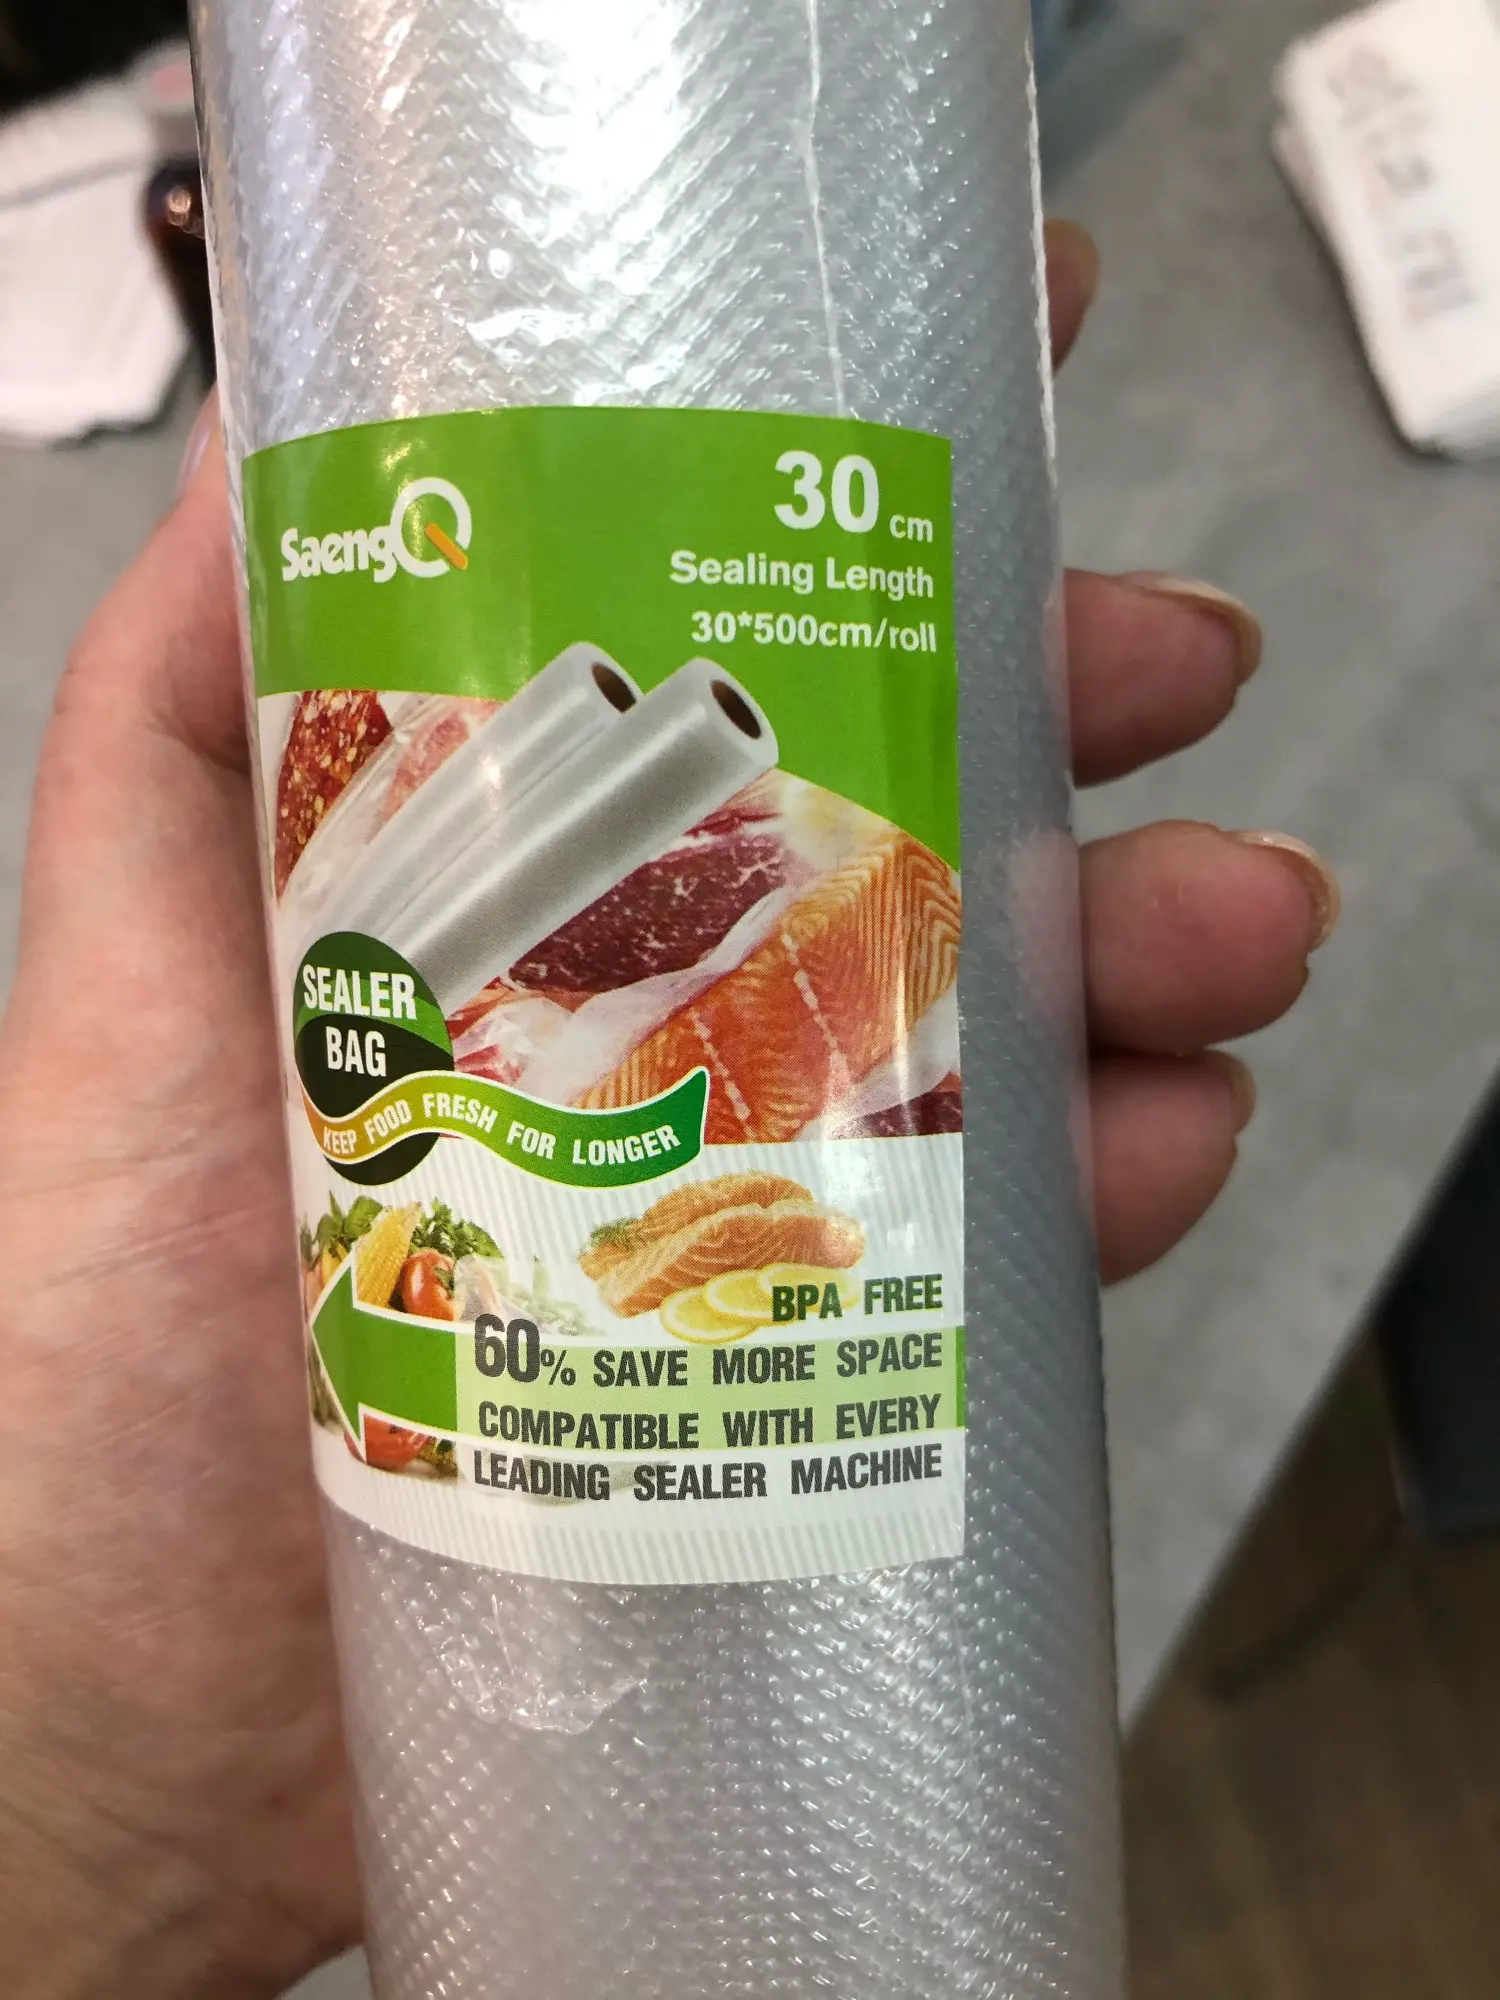 SaengQ
30 cm
Sealing Length
30*500cm/roll
SEALER
BAG
KEEP FOOD FRESH FOR LONGER
BPA FREE
60% SAVE MORE SPACE
COMPATIBLE WITH EVERY
LEADING SEALER MACHINE